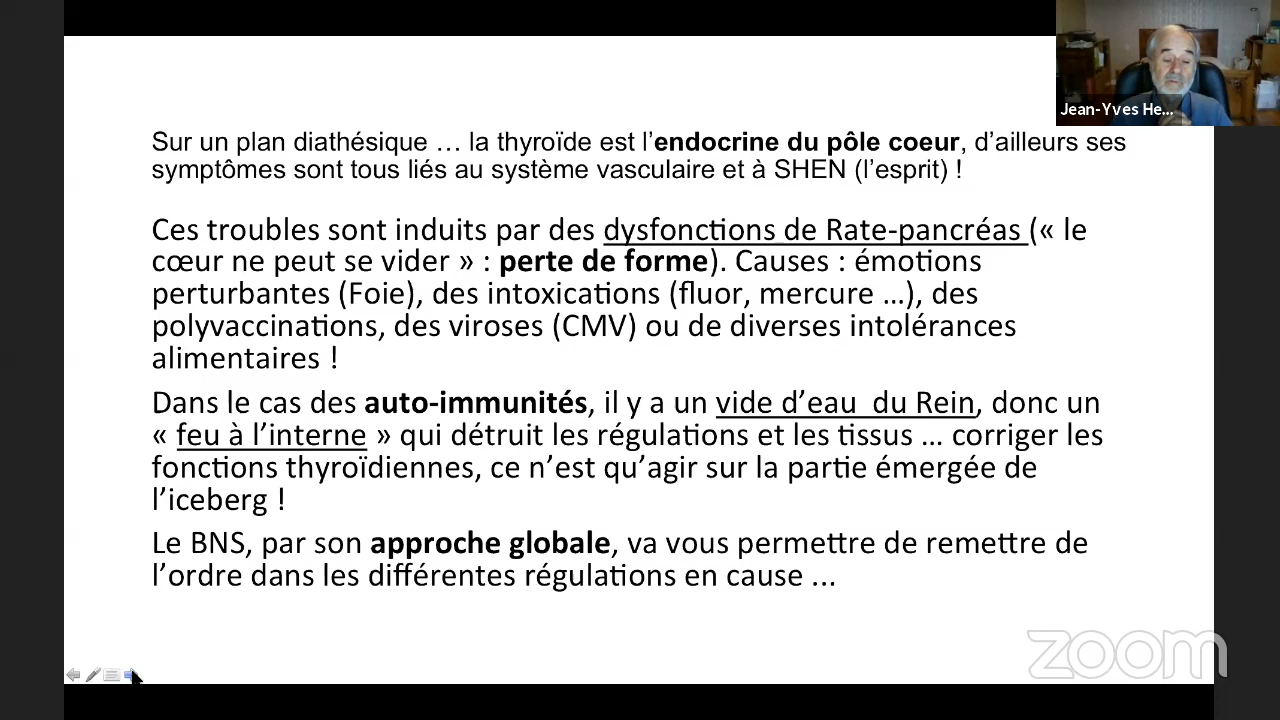 Jean-Yves He...
Sur un plan diathésique … la thyroïde est l’endocrine du pôle coeur, d’ailleurs ses
symptômes sont tous liés au système vasculaire et à SHEN (l’esprit) !
Ces troubles sont induits par des dysfonctions de Rate-pancréas (« le
cœur ne peut se vider » : perte de forme). Causes : émotions
perturbantes (Foie), des intoxications (fluor, mercure …), des
polyvaccinations, des viroses (CMV) ou de diverses intolérances
alimentaires !
Dans le cas des auto-immunités, il y a un vide d’eau  du Rein, donc un
« feu à l’interne » qui détruit les régulations et les tissus … corriger les
fonctions thyroïdiennes, ce n’est qu’agir sur la partie émergée de
l’iceberg !
Le BNS, par son approche globale, va vous permettre de remettre de
l’ordre dans les différentes régulations en cause ...
zoom